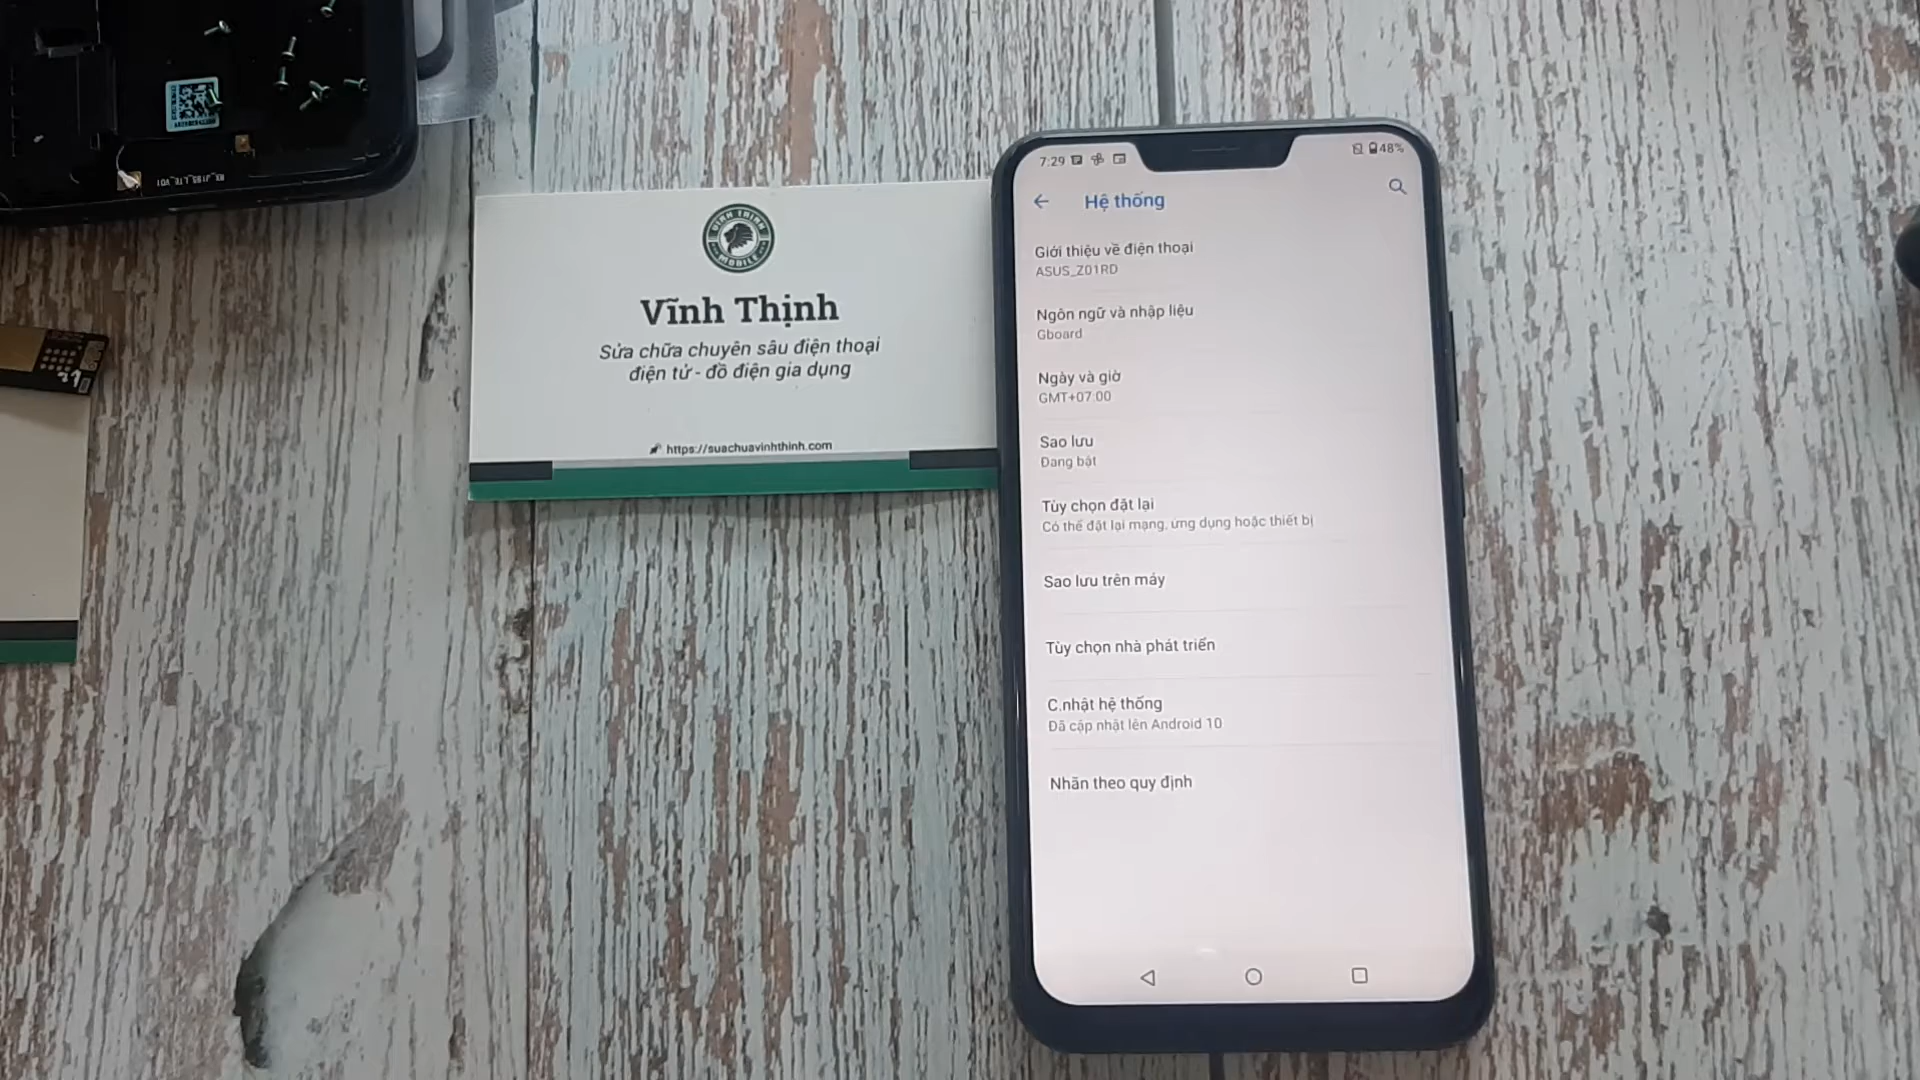 VINH THINH
MOBILE
Vĩnh Thịnh
Sửa chữa chuyên sâu điện thoại
điện tử - đồ điện gia dụng
https://suachuavinhthinh.com
7:29
48%
Hệ thống
Giới thiệu về điện thoại
ASUS_Z01RD
Ngôn ngữ và nhập liệu
Gboard
Ngày và giờ
GMT+07:00
Sao lưu
Đang bật
Tùy chọn đặt lại
Có thể đặt lại mạng, ứng dụng hoặc thiết bị
Sao lưu trên máy
Tùy chọn nhà phát triển
C.nhật hệ thống
Đã cập nhật lên Android 10
Nhãn theo quy định